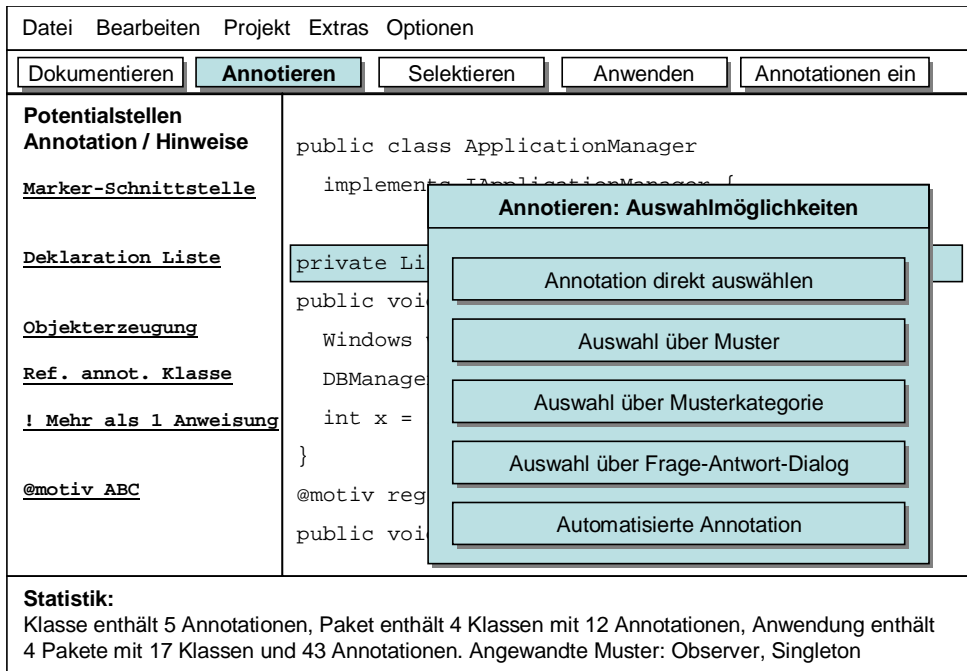 Datei Bearbeiten Projekt Extras Optionen
Dokumentieren Annotieren Selektieren Anwenden Annotationen ein
Potentialstellen
Annotation / Hinweise
Marker-Schnittstelle
Deklaration Liste
Objekterzeugung
Ref. annot. Klasse
! Mehr als 1 Anweisung
@motiv ABC
public class ApplicationManager
implements IApplicationManager {
private Li
public voi
Windows
DBManage
int x =
}
@motiv reg
public voi
Annotieren: Auswahlmöglichkeiten
Annotation direkt auswählen
Auswahl über Muster
Auswahl über Musterkategorie
Auswahl über Frage-Antwort-Dialog
Automatisierte Annotation
Statistik:
Klasse enthält 5 Annotationen, Paket enthält 4 Klassen mit 12 Annotationen, Anwendung enthält
4 Pakete mit 17 Klassen und 43 Annotationen. Angewandte Muster: Observer, Singleton